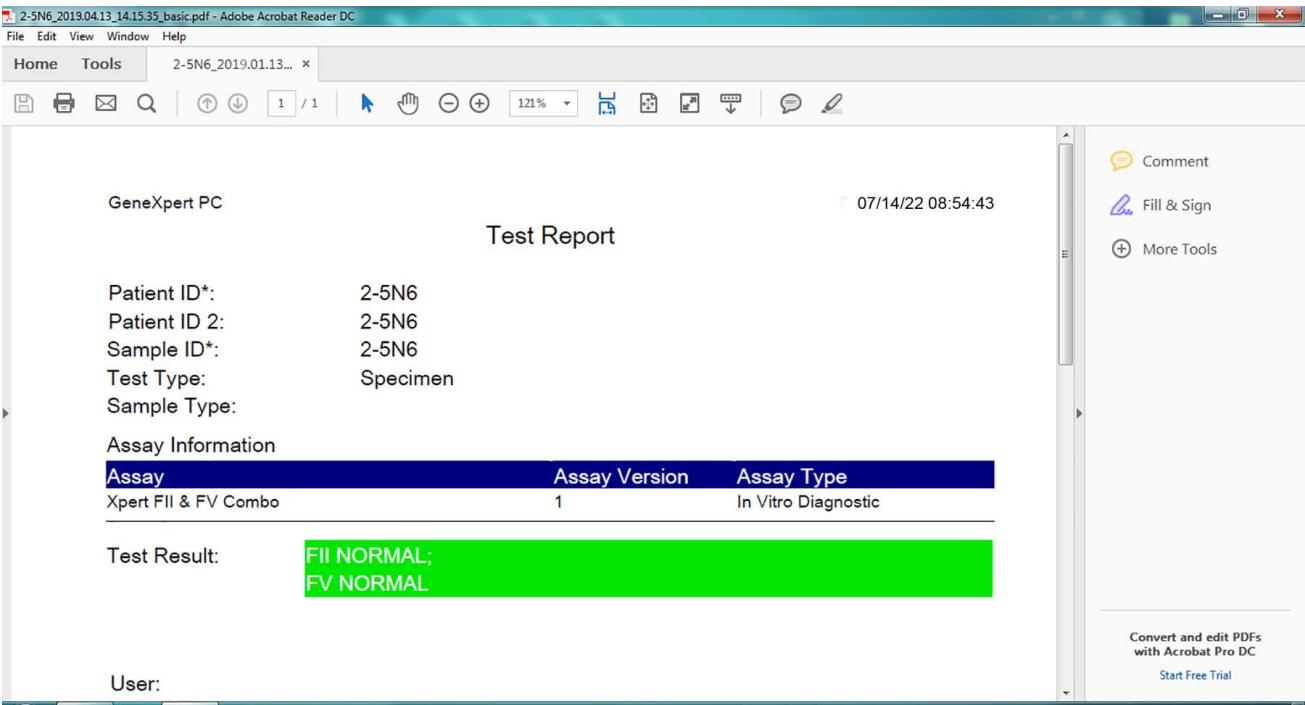 2-5N6_2019.04.13_14.15.35_basic.pdf - Adobe Acrobat Reader DC
File Edit View Window Help
Home Tools 2-5N6_2019.01.13... ×
1 / 1 121%
GeneXpert PC 07/14/22 08:54:43
Test Report
Patient ID*: 2-5N6
Patient ID 2: 2-5N6
Sample ID*: 2-5N6
Test Type: Specimen
Sample Type:
Assay Information
Assay Assay Version Assay Type
Xpert FII & FV Combo 1 In Vitro Diagnostic
Test Result: FII NORMAL;
FV NORMAL
User:
Comment
Fill & Sign
More Tools
Convert and edit PDFs
with Acrobat Pro DC
Start Free Trial